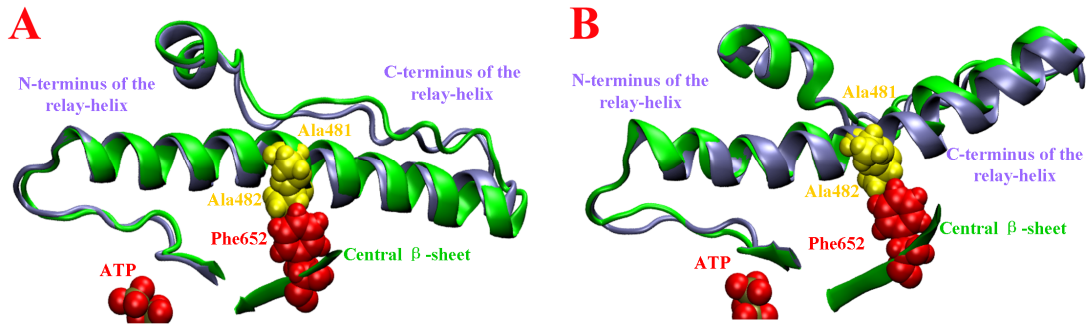 A
N-terminus of the
relay-helix
C-terminus of the
relay-helix
Ala481
Ala482
Phe652
Central β-sheet
ATP
B
N-terminus of the
relay-helix
Ala481
C-terminus of the
relay-helix
Ala482
Phe652
Central β-sheet
ATP